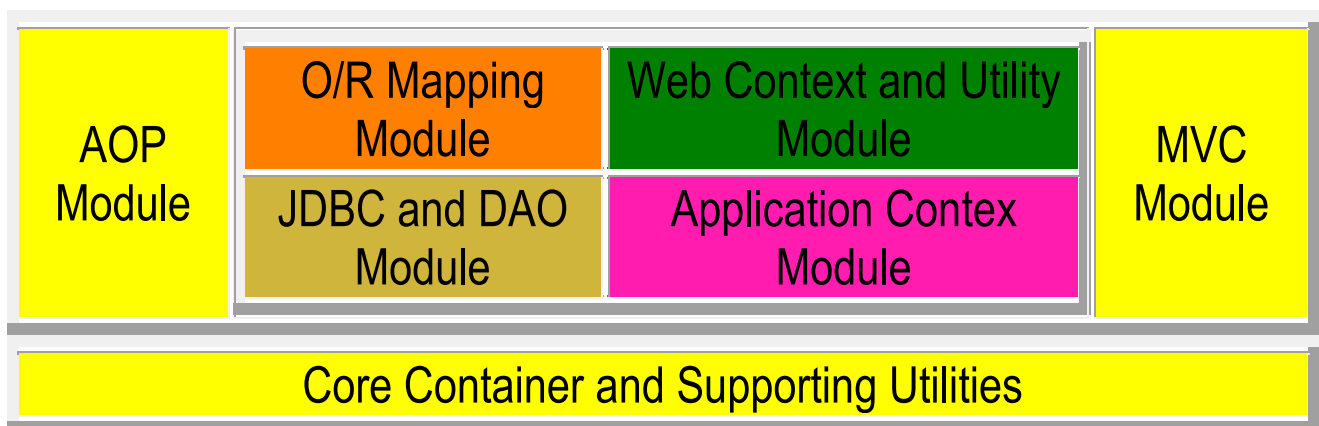 AOP
Module
O/R Mapping
Module
Web Context and Utility
Module
JDBC and DAO
Module
Application Contex
Module
MVC
Module
Core Container and Supporting Utilities